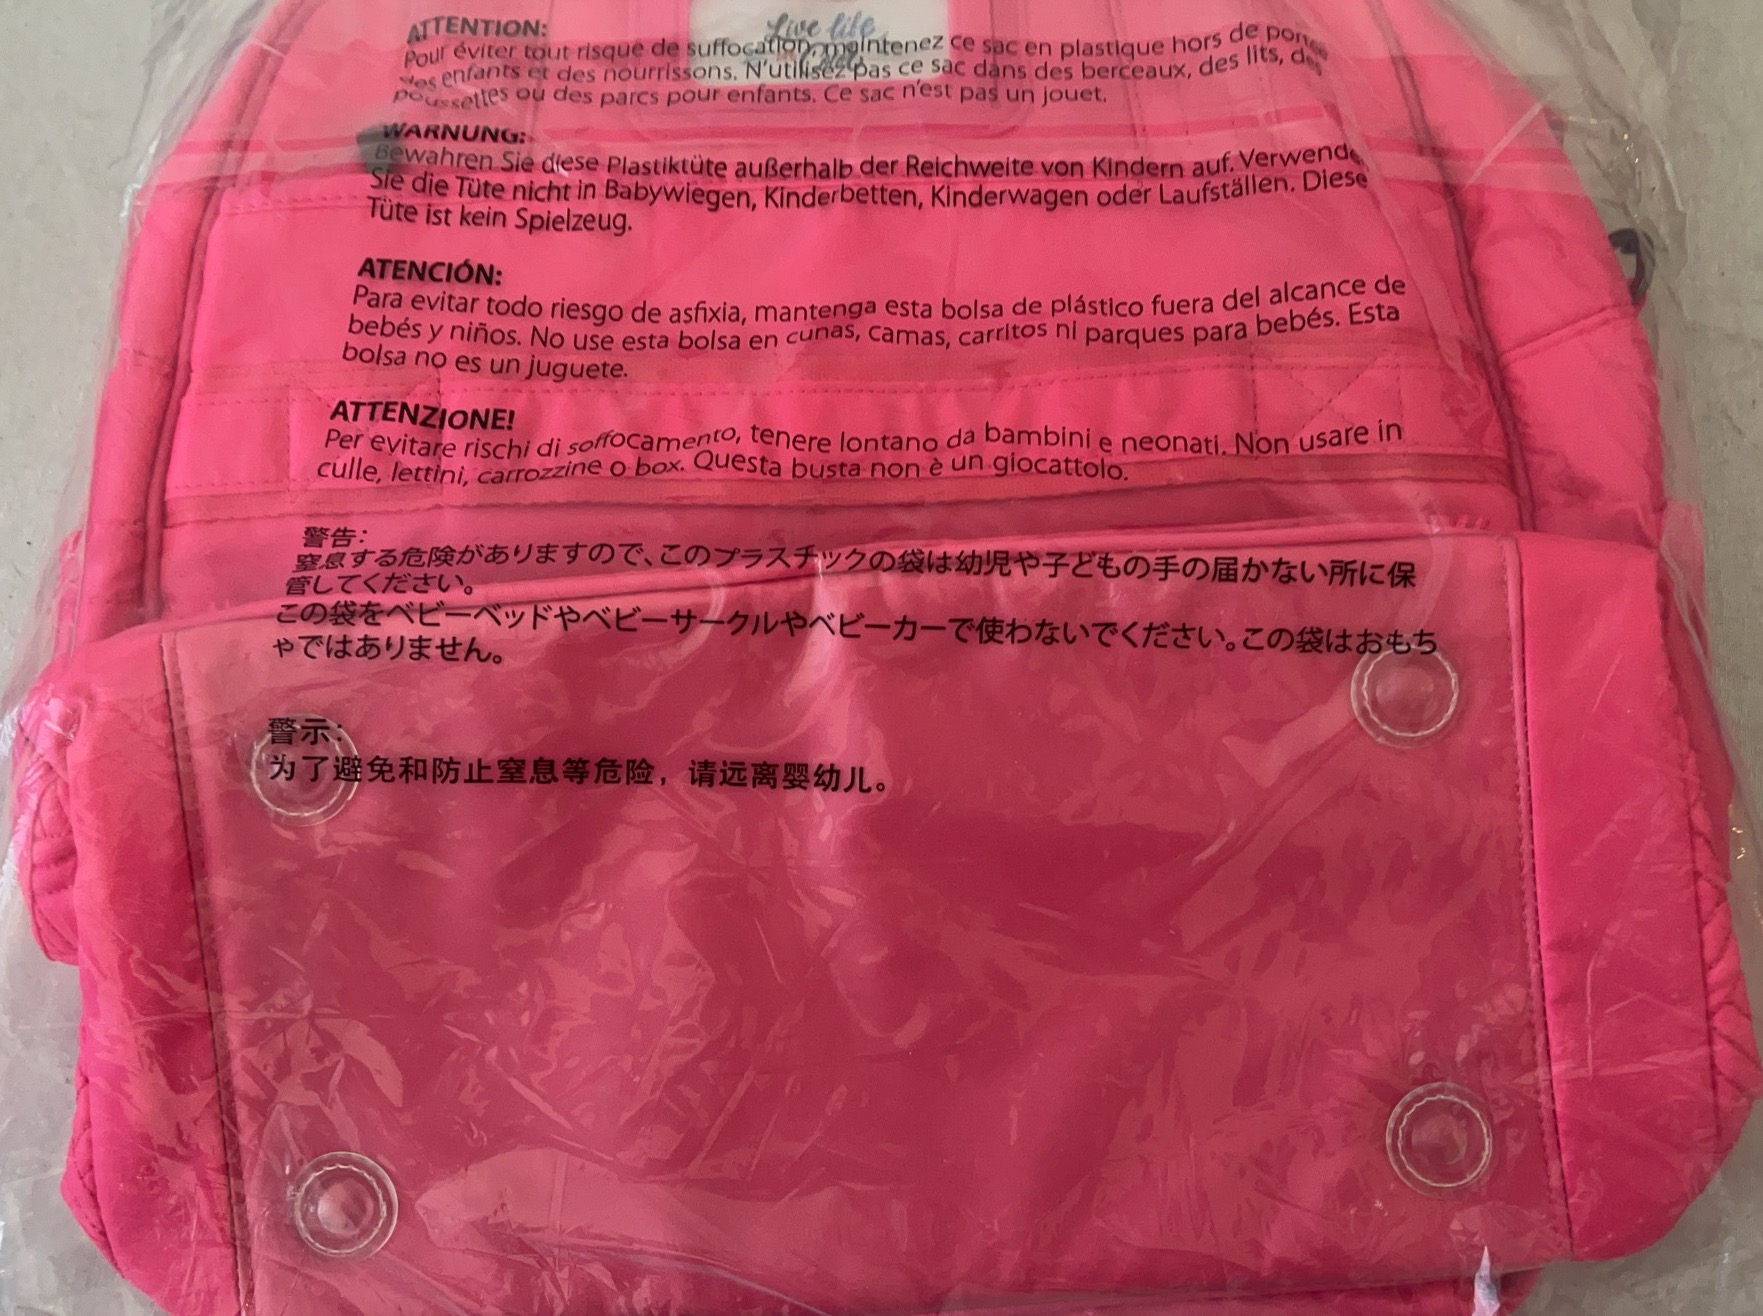 Live life
ATTENTION:
Pour éviter tout risque de suffocation, maintenez ce sac en plastique hors de portée
des enfants et des nourrissons. N'utilisez pas ce sac dans des berceaux, des lits, des
poussettes ou des parcs pour enfants. Ce sac n'est pas un jouet.
WARNUNG:
Bewahren Sie diese Plastiktüte außerhalb der Reichweite von Kindern auf. Verwenden
Sie die Tüte nicht in Babywiegen, Kinderbetten, Kinderwagen oder Laufställen. Diese
Tüte ist kein Spielzeug.
ATENCIÓN:
Para evitar todo riesgo de asfixia, mantenga esta bolsa de plástico fuera del alcance de
bebés y niños. No use esta bolsa en cunas, camas, carritos ni parques para bebés. Esta
bolsa no es un juguete.
ATTENZIONE!
Per evitare rischi di soffocamento, tenere lontano da bambini e neonati. Non usare in
culle, lettini, carrozzine o box. Questa busta non è un giocattolo.
警告：
窒息する危険がありますので、このプラスチックの袋は幼児や子どもの手の届かない所に保
管してください。
この袋をベビーベッドやベビーサークルやベビーカーで使わないでください。この袋はおもち
ゃではありません。
警示：
为了避免和防止窒息等危险，请远离婴幼儿。